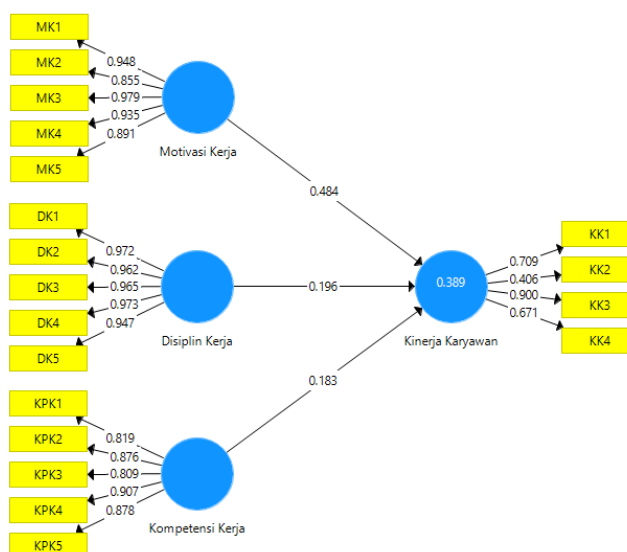 MK1
MK2
MK3
MK4
MK5
0.948
0.855
0.979
0.935
0.891
Motivasi Kerja
0.484
DK1
DK2
DK3
DK4
DK5
0.972
0.962
0.965
0.973
0.947
Disiplin Kerja
0.196
KPK1
KPK2
KPK3
KPK4
KPK5
0.819
0.876
0.809
0.907
0.878
Kompetensi Kerja
0.183
0.389
Kinerja Karyawan
0.709
0.406
0.900
0.671
KK1
KK2
KK3
KK4